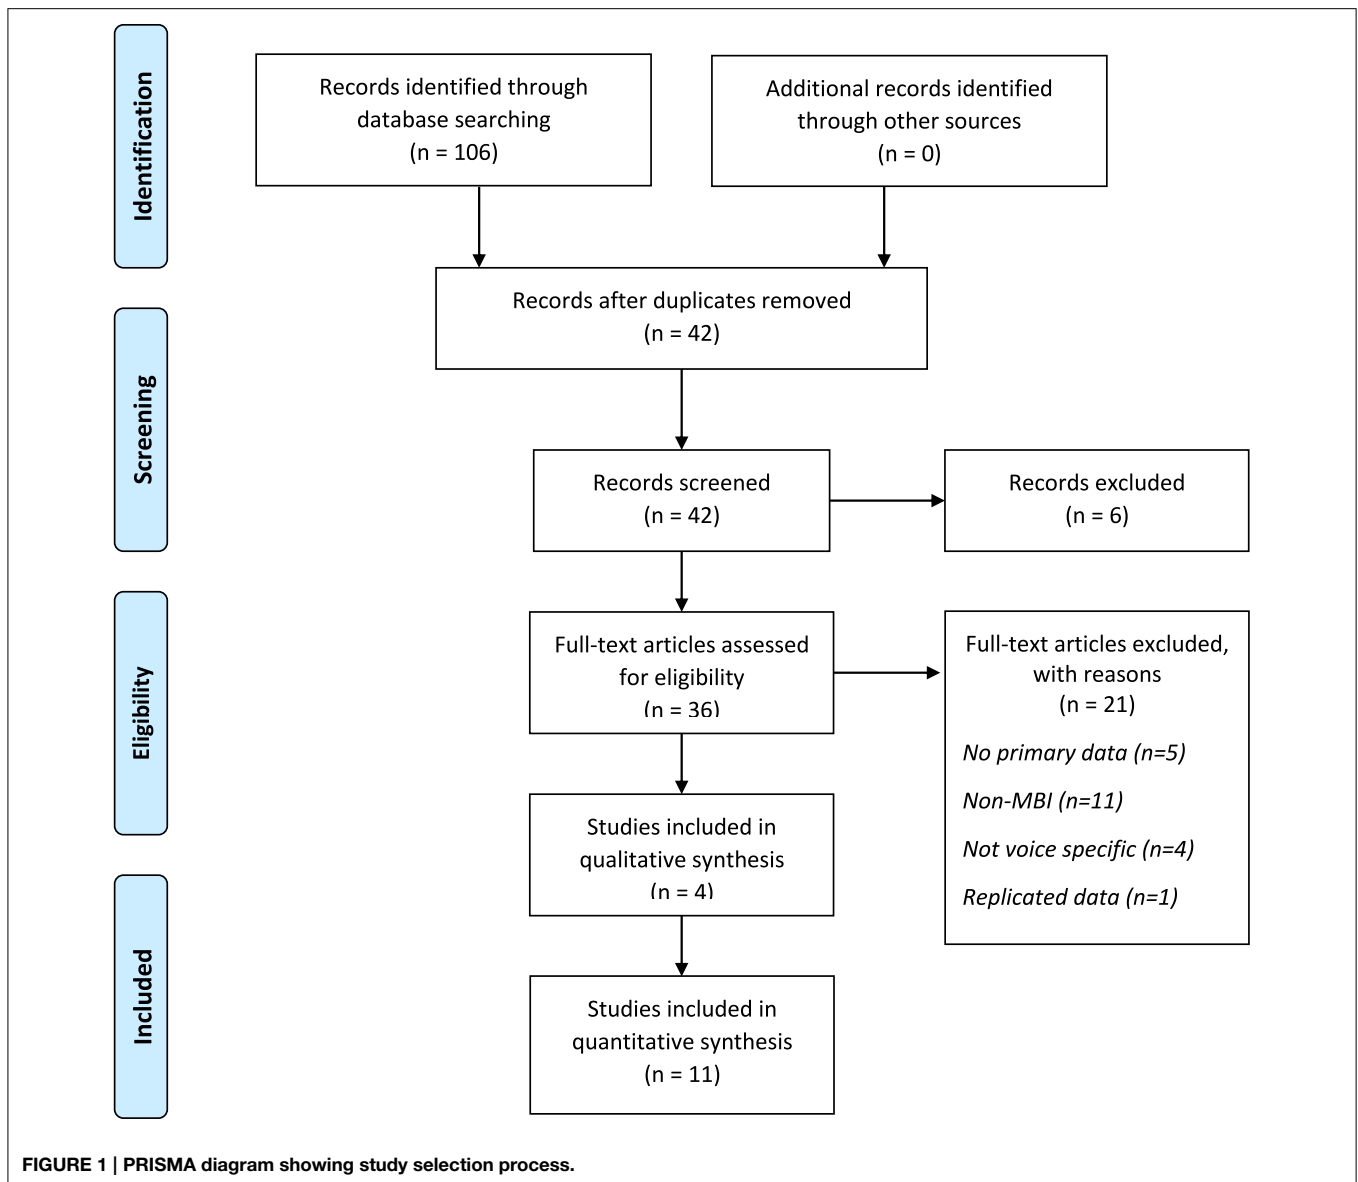 Identification
Records identified through
database searching
(n = 106)
Additional records identified
through other sources
(n = 0)
Records after duplicates removed
(n = 42)
Screening
Records screened
(n = 42)
Records excluded
(n = 6)
Eligibility
Full-text articles assessed
for eligibility
(n = 36)
Full-text articles excluded,
with reasons
(n = 21)
No primary data (n=5)
Non-MBI (n=11)
Not voice specific (n=4)
Replicated data (n=1)
Studies included in
qualitative synthesis
(n = 4)
Included
Studies included in
quantitative synthesis
(n = 11)
FIGURE 1 | PRISMA diagram showing study selection process.